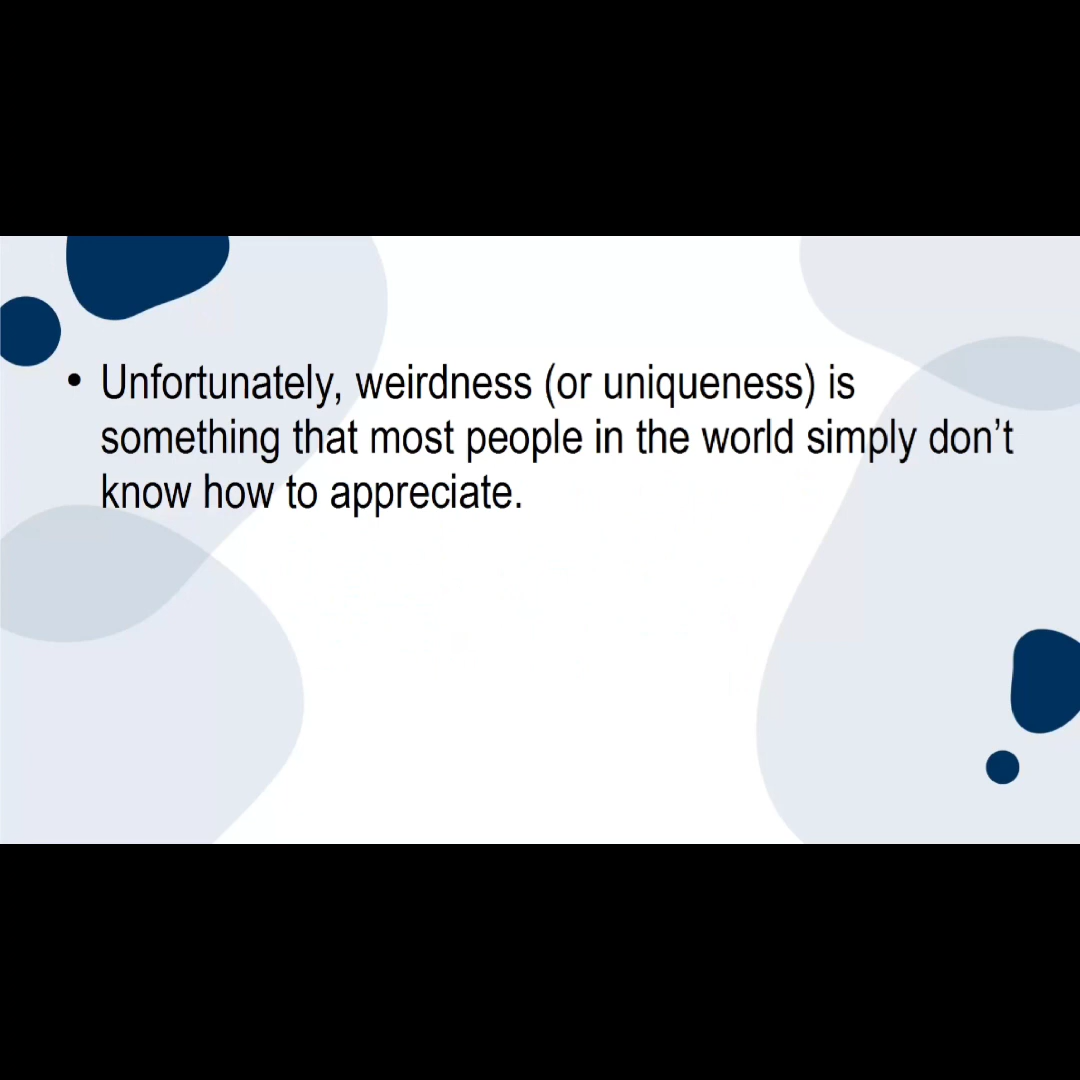 • Unfortunately, weirdness (or uniqueness) is
something that most people in the world simply don’t
know how to appreciate.